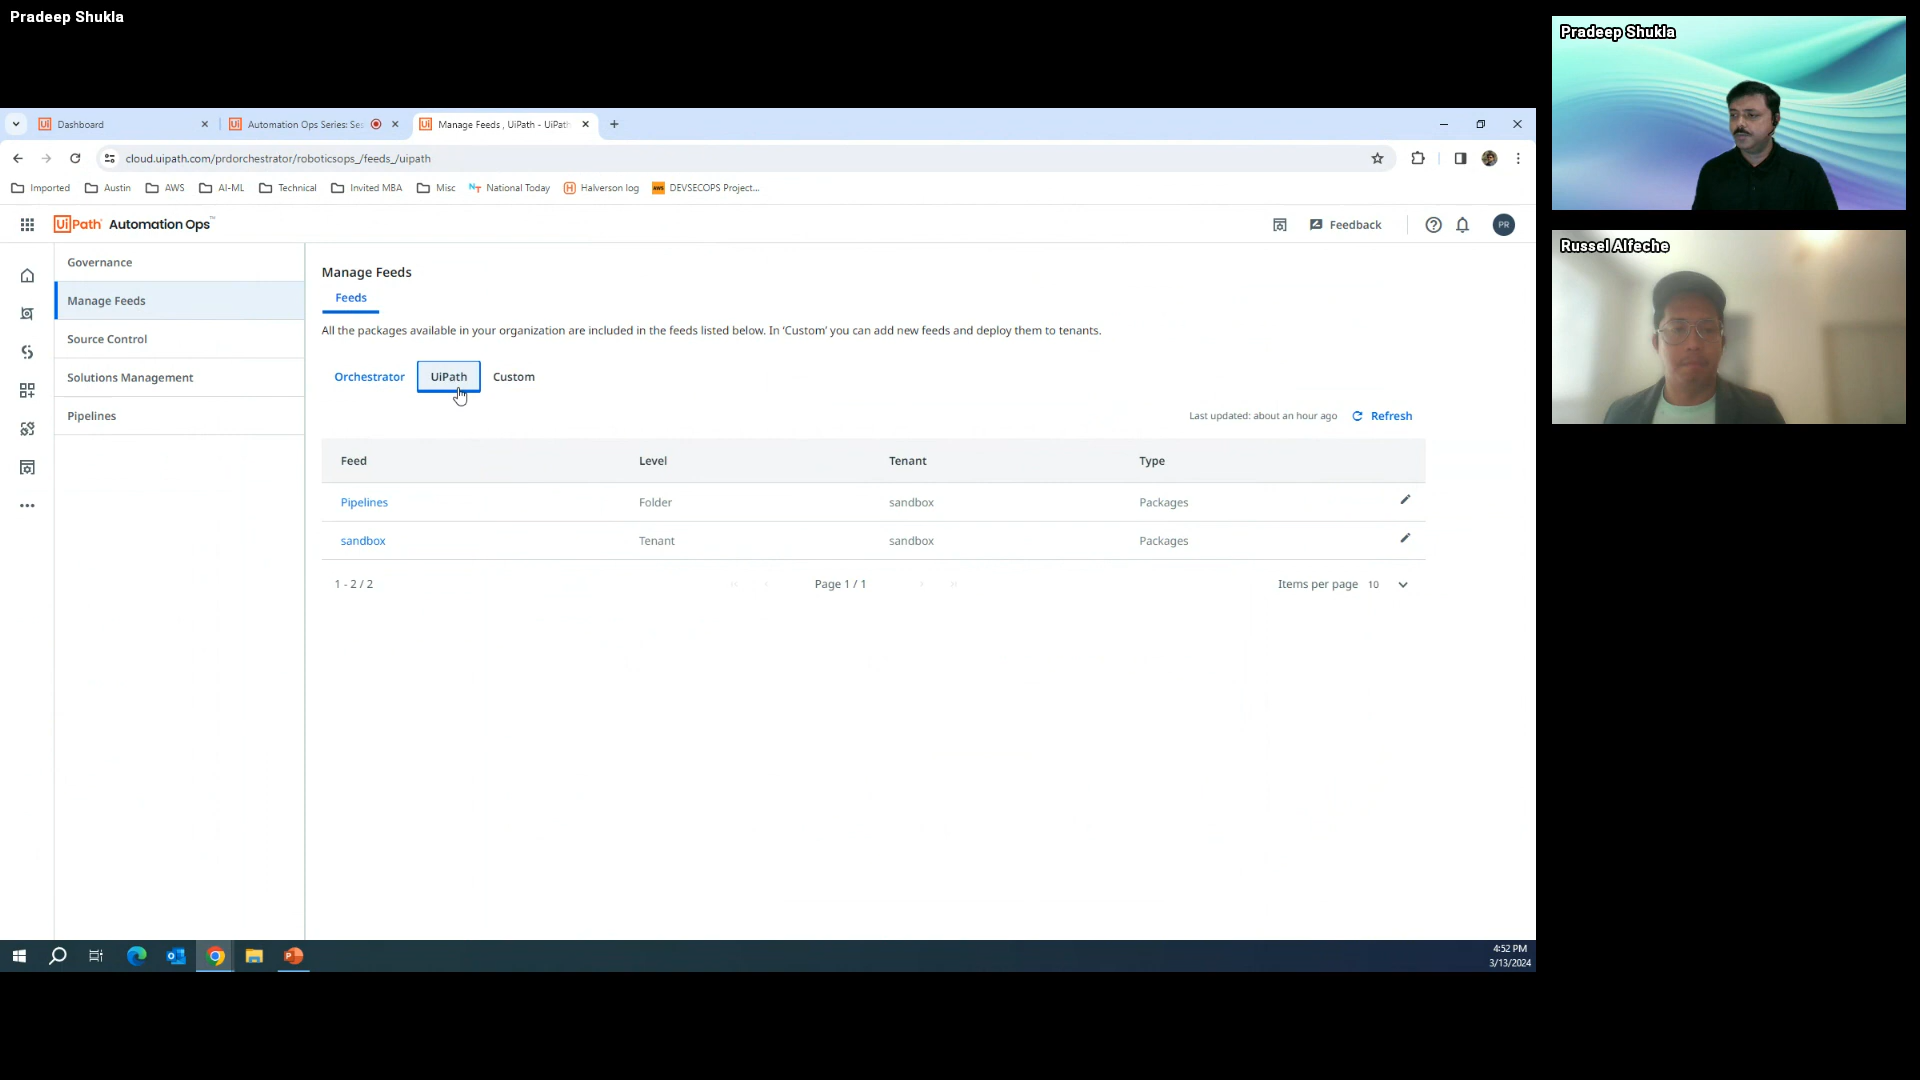 Pradeep Shukla
Pradeep Shukla
Russel Alfeche
Dashboard
Automation Ops Series: Se
Manage Feeds , UiPath - UiPath
cloud.uipath.com/prdorchestrator/roboticsops_/feeds_/uipath
Imported Austin AWS AI-ML Technical Invited MBA Misc National Today Halverson log DEVSECOPS Project...
UiPath Automation Ops™
Feedback
PR
Governance
Manage Feeds
Source Control
Solutions Management
Pipelines
Manage Feeds
Feeds
All the packages available in your organization are included in the feeds listed below. In 'Custom' you can add new feeds and deploy them to tenants.
Orchestrator UiPath Custom
Last updated: about an hour ago Refresh
Feed Level Tenant Type
Pipelines Folder sandbox Packages
sandbox Tenant sandbox Packages
1 - 2 / 2 Page 1 / 1 Items per page 10
4:52 PM
3/13/2024